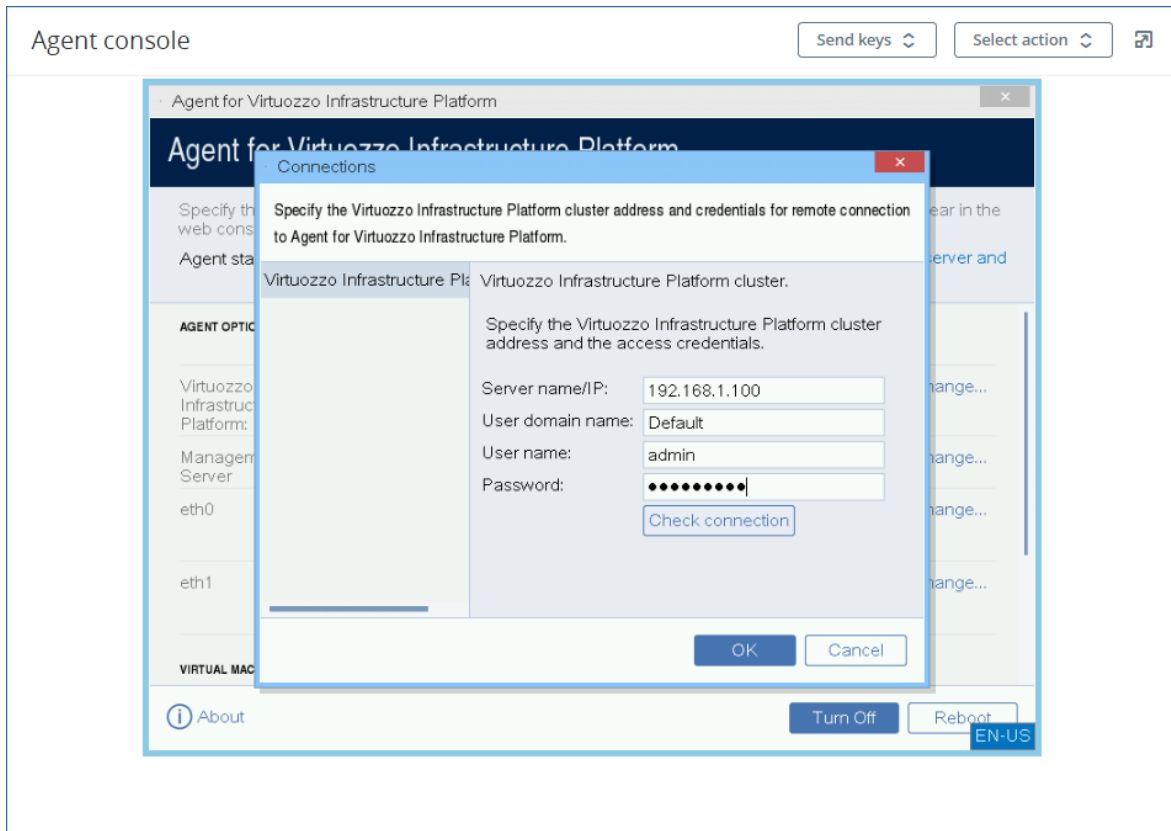 Agent console
Send keys
Select action
Agent for Virtuozzo Infrastructure Platform
Agent for Virtuozzo Infrastructure Platform
Connections
Specify the Virtuozzo Infrastructure Platform cluster address and credentials for remote connection
to Agent for Virtuozzo Infrastructure Platform.
Specify th
ear in the
web cons
Agent sta
server and
Virtuozzo Infrastructure Pla
Virtuozzo Infrastructure Platform cluster.
Specify the Virtuozzo Infrastructure Platform cluster
address and the access credentials.
AGENT OPTIO
Virtuozzo
Infrastruc
Platform:
hange...
Managem
Server
hange...
eth0
hange...
eth1
hange...
Server name/IP: 192.168.1.100
User domain name: Default
User name: admin
Password: ●●●●●●●●●
Check connection
OK
Cancel
VIRTUAL MAC
About
Turn Off
Reboot
EN-US